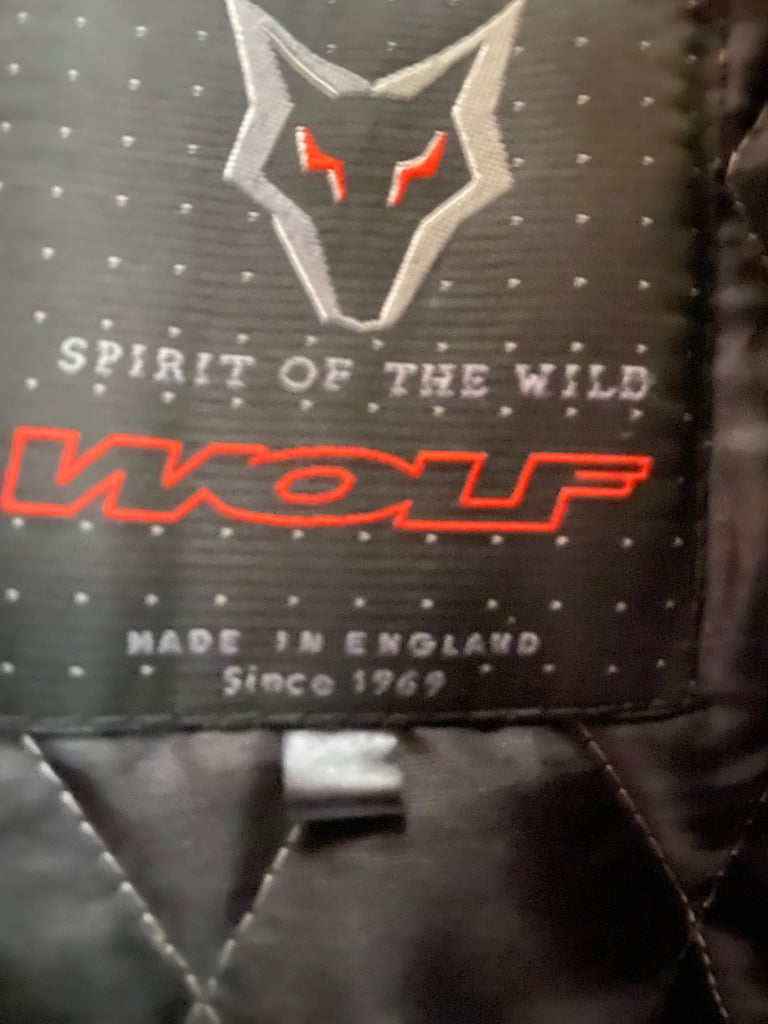 SPIRIT OF THE WILD
WOLF
MADE IN ENGLAND
Since 1969